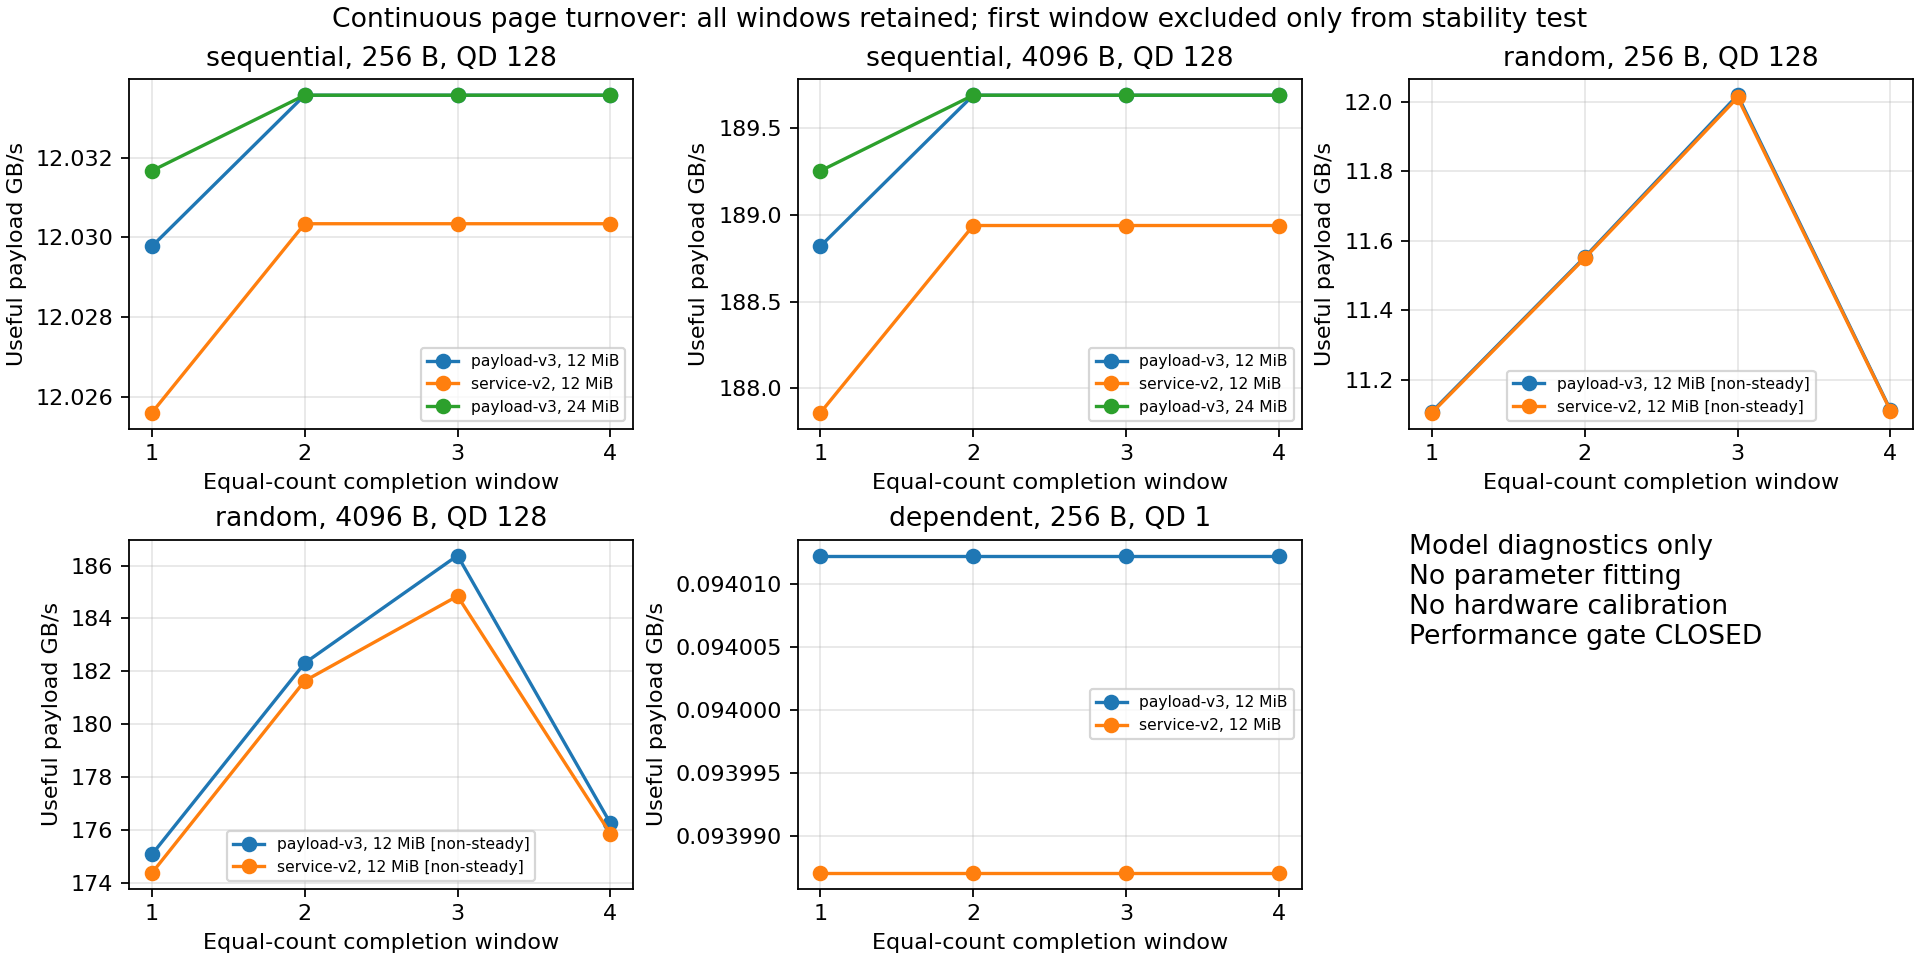 Continuous page turnover: all windows retained; first window excluded only from stability test
sequential, 256 B, QD 128
Useful payload GB/s
12.032
12.030
12.028
12.026
payload-v3, 12 MiB
service-v2, 12 MiB
payload-v3, 24 MiB
1 2 3 4
Equal-count completion window
sequential, 4096 B, QD 128
Useful payload GB/s
189.5
189.0
188.5
188.0
payload-v3, 12 MiB
service-v2, 12 MiB
payload-v3, 24 MiB
1 2 3 4
Equal-count completion window
random, 256 B, QD 128
Useful payload GB/s
12.0
11.8
11.6
11.4
11.2
payload-v3, 12 MiB [non-steady]
service-v2, 12 MiB [non-steady]
1 2 3 4
Equal-count completion window
random, 4096 B, QD 128
Useful payload GB/s
186
184
182
180
178
176
174
payload-v3, 12 MiB [non-steady]
service-v2, 12 MiB [non-steady]
1 2 3 4
Equal-count completion window
dependent, 256 B, QD 1
Useful payload GB/s
0.094010
0.094005
0.094000
0.093995
0.093990
payload-v3, 12 MiB
service-v2, 12 MiB
1 2 3 4
Equal-count completion window
Model diagnostics only
No parameter fitting
No hardware calibration
Performance gate CLOSED